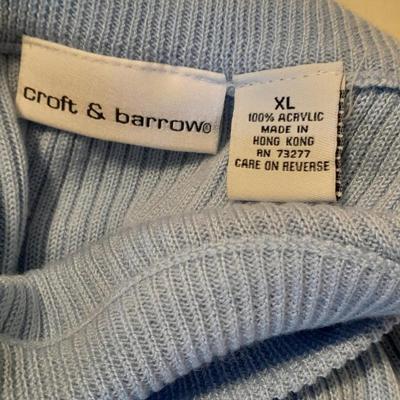 croft & barrow®
XL
100% ACRYLIC
MADE IN
HONG KONG
RN 73277
CARE ON REVERSE